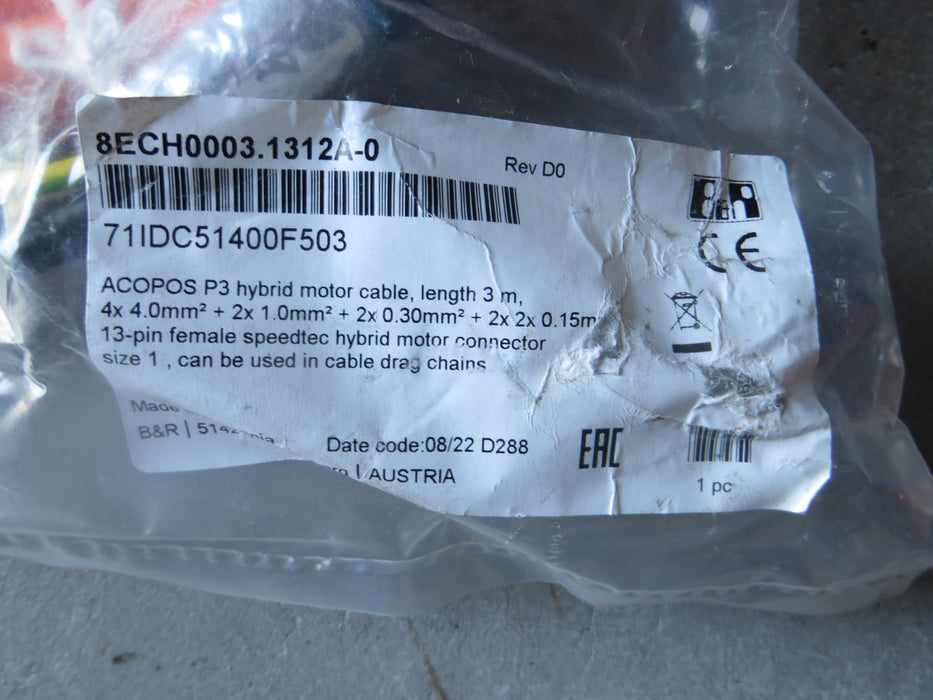 8ECH0003.1312A-0
Rev D0
71IDC51400F503
ACOPOS P3 hybrid motor cable, length 3 m,
4x 4.0mm² + 2x 1.0mm² + 2x 0.30mm² + 2x 2x 0.15m
13-pin female speedtec hybrid motor connector
size 1 , can be used in cable drag chains
Made
B&R |
Date code:08/22 D288
| AUSTRIA
CE
EAC
1 pc